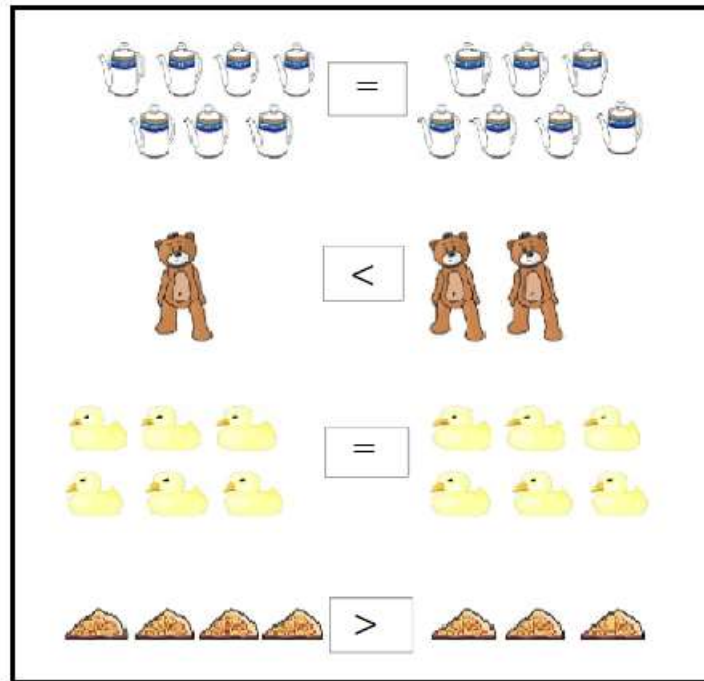 =
<
=
>